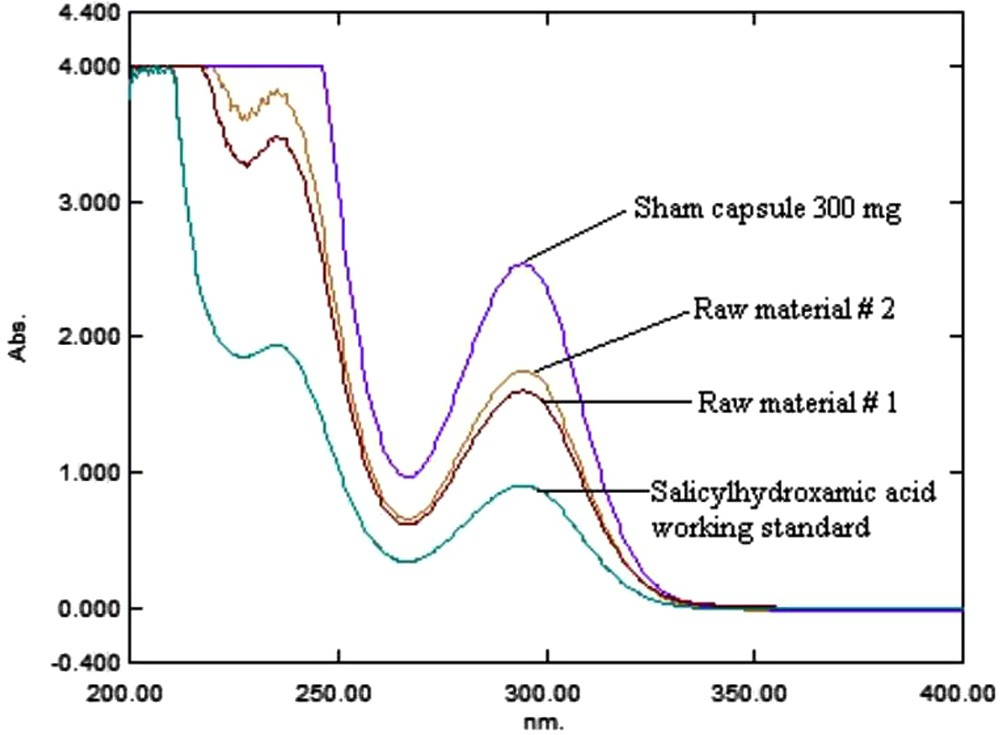 4.400
4.000
3.000
2.000
1.000
0.000
-0.400
Abs.
Sham capsule 300 mg
Raw material # 2
Raw material # 1
Salicylhydroxamic acid
working standard
200.00 250.00 300.00 350.00 400.00
nm.